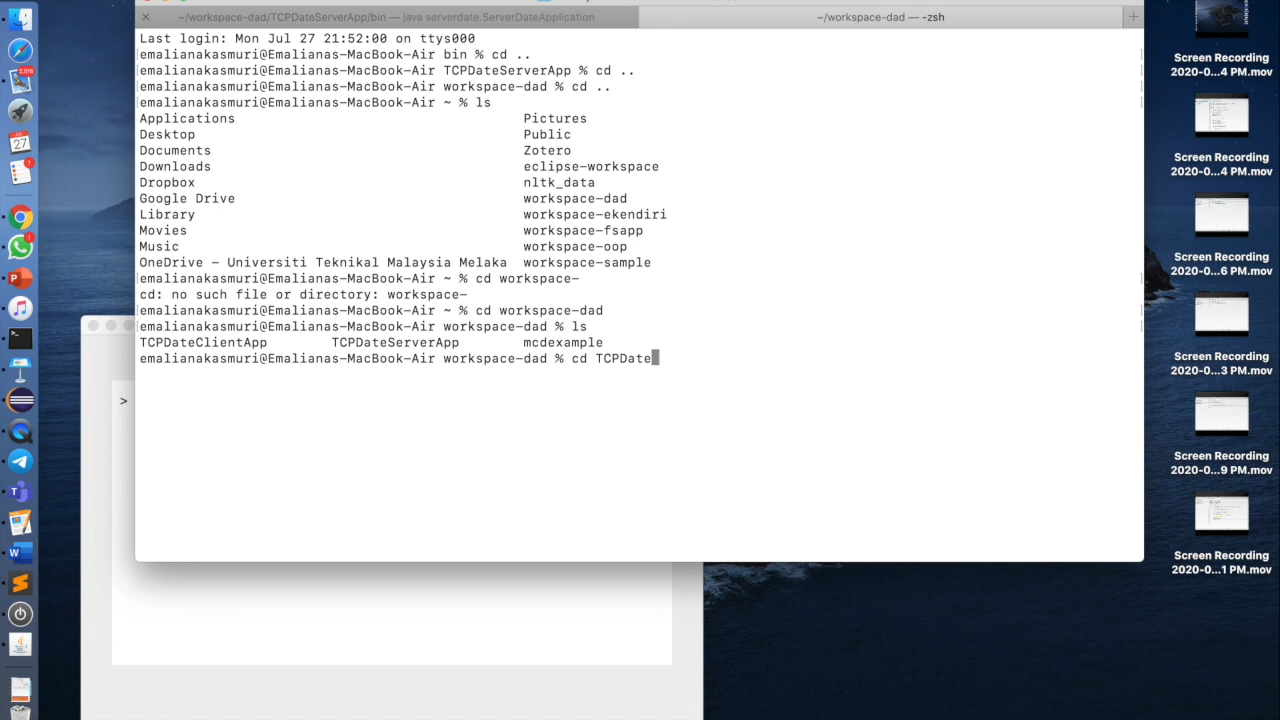 ~/workspace-dad/TCPDateServerApp/bin — java serverdate.ServerDateApplication
~/workspace-dad — -zsh
Last login: Mon Jul 27 21:52:00 on ttys000
[emalianakasmuri@Emalianas-MacBook-Air bin % cd ..
[emalianakasmuri@Emalianas-MacBook-Air TCPDateServerApp % cd ..
[emalianakasmuri@Emalianas-MacBook-Air workspace-dad % cd ..
[emalianakasmuri@Emalianas-MacBook-Air ~ % ls
Applications Pictures
Desktop Public
Documents Zotero
Downloads eclipse-workspace
Dropbox nltk_data
Google Drive workspace-dad
Library workspace-ekendiri
Movies workspace-fsapp
Music workspace-oop
OneDrive – Universiti Teknikal Malaysia Melaka workspace-sample
[emalianakasmuri@Emalianas-MacBook-Air ~ % cd workspace-
cd: no such file or directory: workspace-
[emalianakasmuri@Emalianas-MacBook-Air ~ % cd workspace-dad
[emalianakasmuri@Emalianas-MacBook-Air workspace-dad % ls
TCPDateClientApp TCPDateServerApp mcdexample
emalianakasmuri@Emalianas-MacBook-Air workspace-dad % cd TCPDate
>
Screen Recording
2020-0...4 PM.mov
Screen Recording
2020-0...4 PM.mov
Screen Recording
2020-0...6 PM.mov
Screen Recording
2020-0...3 PM.mov
Screen Recording
2020-0...9 PM.mov
Screen Recording
2020-0...1 PM.mov
27